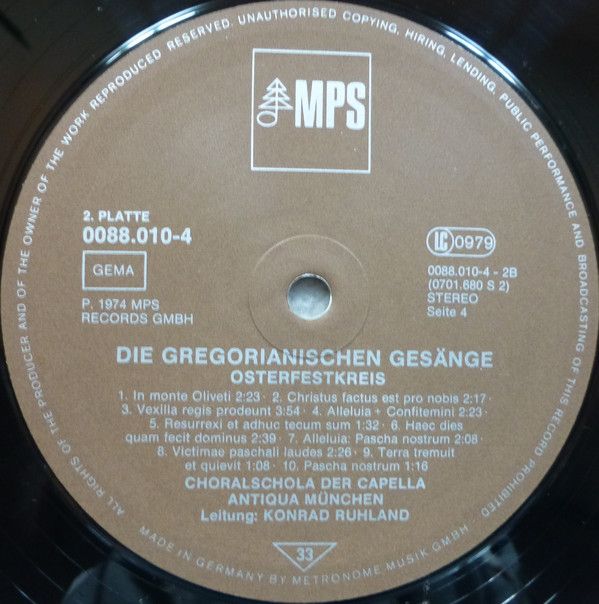 ALL RIGHTS OF THE PRODUCER AND OF THE OWNER OF THE WORK REPRODUCED RESERVED. UNAUTHORISED COPYING, HIRING, LENDING, PUBLIC PERFORMANCE AND BROADCASTING OF THIS RECORD PROHIBITED
MPS
2. PLATTE
0088.010-4
GEMA
P. 1974 MPS
RECORDS GMBH
LC 0979
0088.010-4 - 2B
(0701.680 S 2)
STEREO
Seite 4
DIE GREGORIANISCHEN GESÄNGE
OSTERFESTKREIS
1. In monte Oliveti 2:23 · 2. Christus factus est pro nobis 2:17 ·
3. Vexilla regis prodeunt 3:54 · 4. Alleluia + Confitemini 2:23 ·
5. Resurrexi et adhuc tecum sum 1:32 · 6. Haec dies
quam fecit dominus 2:39 · 7. Alleluia: Pascha nostrum 2:08 ·
8. Victimae paschali laudes 2:26 · 9. Terra tremuit
et quievit 1:08 · 10. Pascha nostrum 1:16
CHORALSCHOLA DER CAPELLA
ANTIQUA MÜNCHEN
Leitung: KONRAD RUHLAND
33
MADE IN GERMANY BY METRONOME MUSIK GMBH